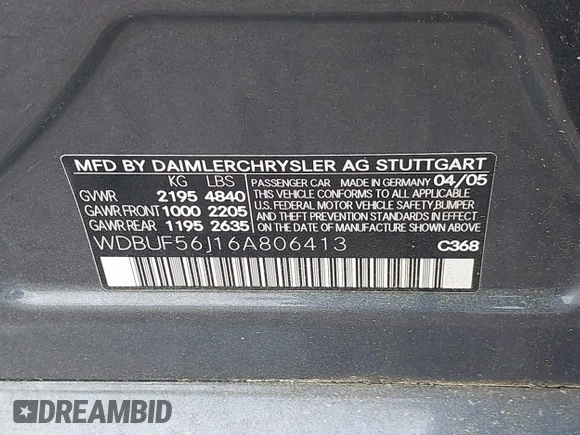 MFD BY DAIMLERCHRYSLER AG STUTTGART
KG LBS
GVWR 2195 4840
GAWR FRONT 1000 2205
GAWR REAR 1195 2635
PASSENGER CAR MADE IN GERMANY 04/05
THIS VEHICLE CONFORMS TO ALL APPLICABLE
U.S. FEDERAL MOTOR VEHICLE SAFETY,BUMPER,
AND THEFT PREVENTION STANDARDS IN EFFECT
ON THE DATE OF MANUFACTURE SHOWN ABOVE.
WDBUF56J16A806413 C368
DREAMBID